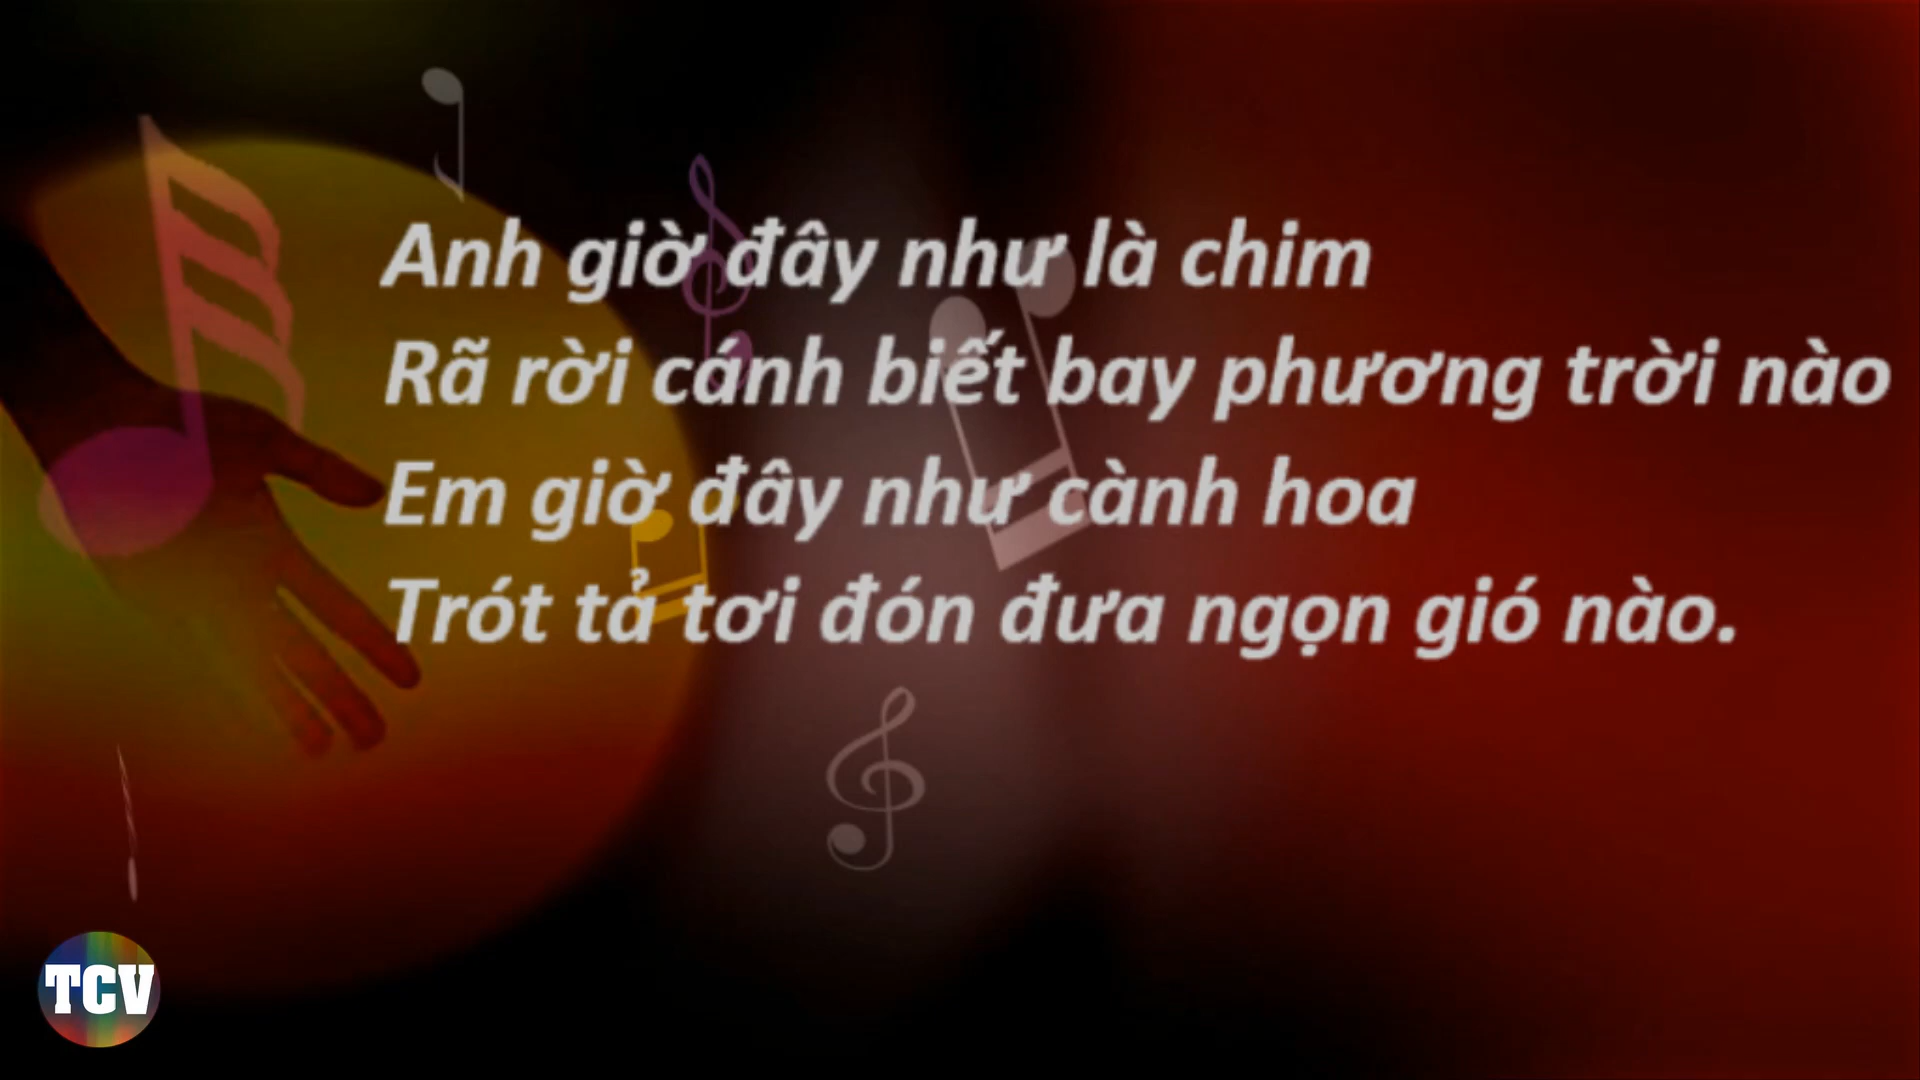 Anh giờ đây như là chim
Rã rời cánh biết bay phương trời nào
Em giờ đây như cành hoa
Trót tả tơi đón đưa ngọn gió nào.
TCV